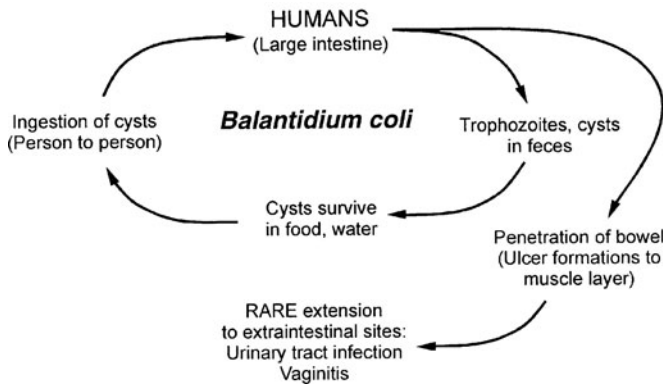 HUMANS
(Large intestine)
Ingestion of cysts
(Person to person)
Balantidium coli
Trophozoites, cysts
in feces
Cysts survive
in food, water
Penetration of bowel
(Ulcer formations to
muscle layer)
RARE extension
to extraintestinal sites:
Urinary tract infection
Vaginitis